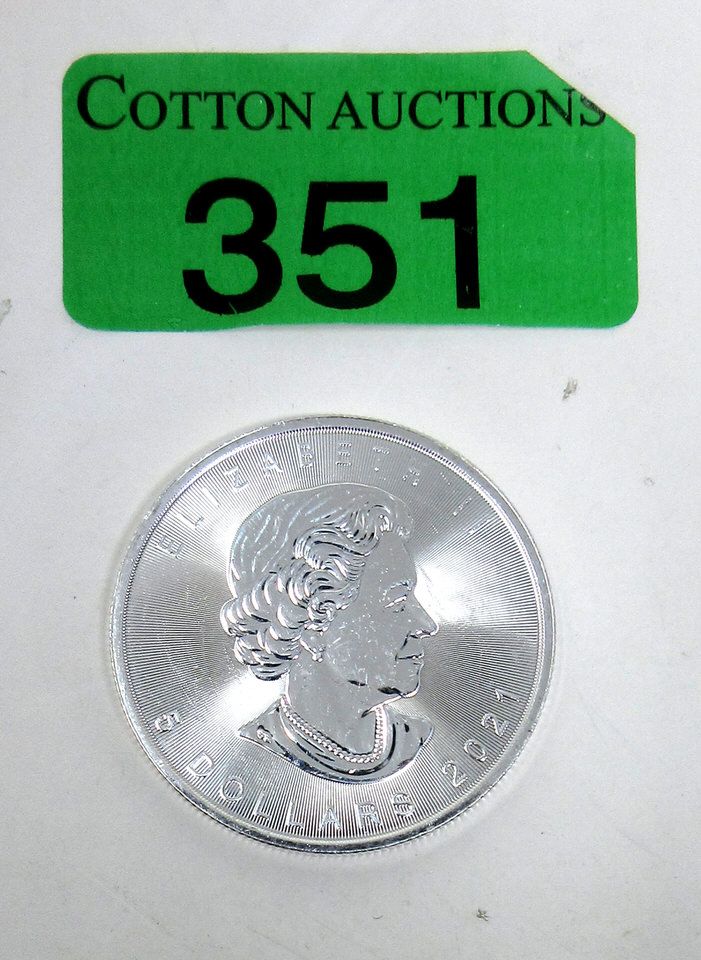 COTTON AUCTIONS
351
ELIZABETH II
5 DOLLARS 2021